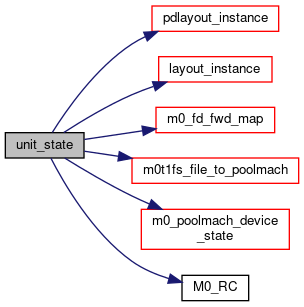 pdlayout_instance
layout_instance
m0_fd_fwd_map
unit_state
m0t1fs_file_to_poolmach
m0_poolmach_device
_state
M0_RC